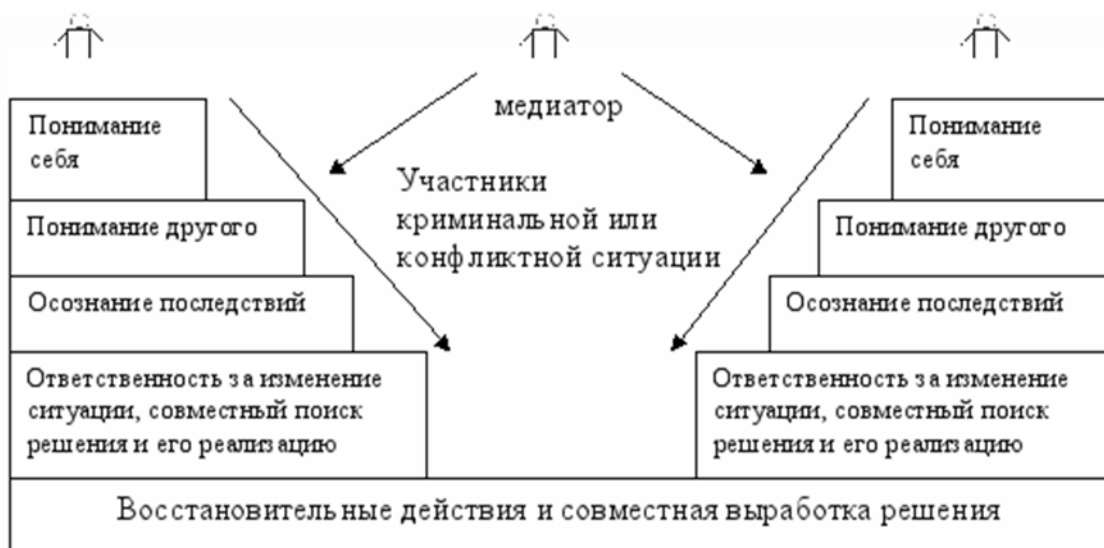 медиатор
Участники
криминальной или
конфликтной ситуации
Понимание
себя
Понимание другого
Осознание последствий
Ответственность за изменение
ситуации, совместный поиск
решения и его реализацию
Понимание
себя
Понимание другого
Осознание последствий
Ответственность за изменение
ситуации, совместный поиск
решения и его реализацию
Восстановительные действия и совместная выработка решения